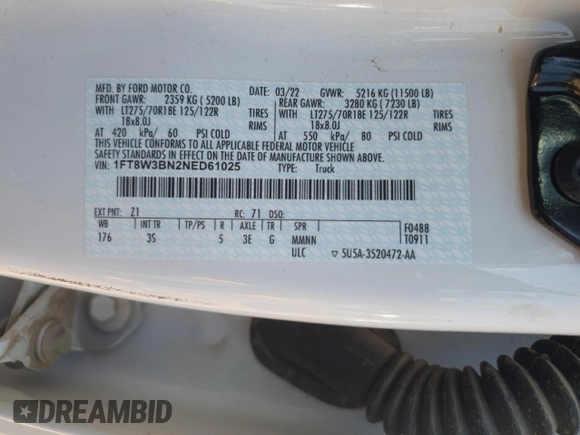 MFD. BY FORD MOTOR CO. DATE: 03/22 GVWR: 5216 KG (11500 LB)
FRONT GAWR: 2359 KG (5200 LB) REAR GAWR: 3280 KG (7230 LB)
WITH LT275/70R18E 125/122R TIRES WITH LT275/70R18E 125/122R TIRES
18x8.0J RIMS 18x8.0J RIMS
AT 420 kPa/ 60 PSI COLD AT 550 kPa/ 80 PSI COLD
THIS VEHICLE CONFORMS TO ALL APPLICABLE FEDERAL MOTOR VEHICLE
SAFETY STANDARDS IN EFFECT ON THE DATE OF MANUFACTURE SHOWN ABOVE.
VIN: 1FT8W3BN2NED61025 TYPE: Truck
EXT PNT: Z1 RC: 71 DSO:
WB INT TR TP/PS R AXLE TR SPR F0488
176 3S 5 3E G MMNN T0911
ULC ▽ 5U5A-3520472-AA
DREAMBID